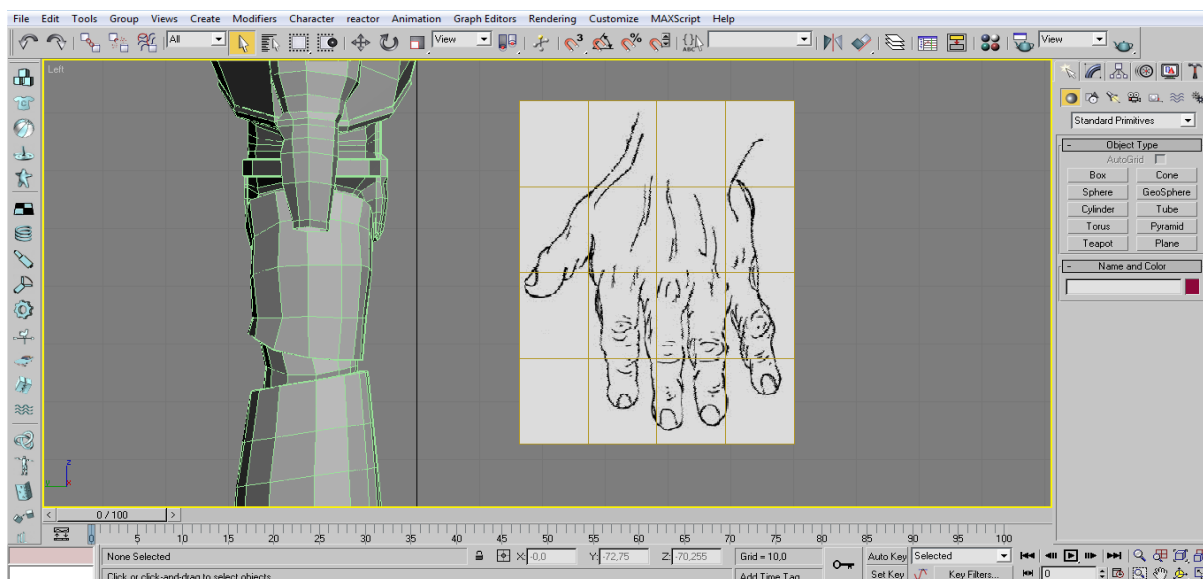 File Edit Tools Group Views Create Modifiers Character reactor Animation Graph Editors Rendering Customize MAXScript Help
All View 3 % ABC View
Left
Standard Primitives
- Object Type
AutoGrid
Box Cone
Sphere GeoSphere
Cylinder Tube
Torus Pyramid
Teapot Plane
- Name and Color
z
y x
< 0 / 100 >
0 5 10 15 20 25 30 35 40 45 50 55 60 65 70 75 80 85 90 95 100
None Selected X: -0,0 Y: -72,75 Z: -70,255 Grid = 10,0 Auto Key Selected
Click or click-and-drag to select objects Add Time Tag Set Key Key Filters... 0